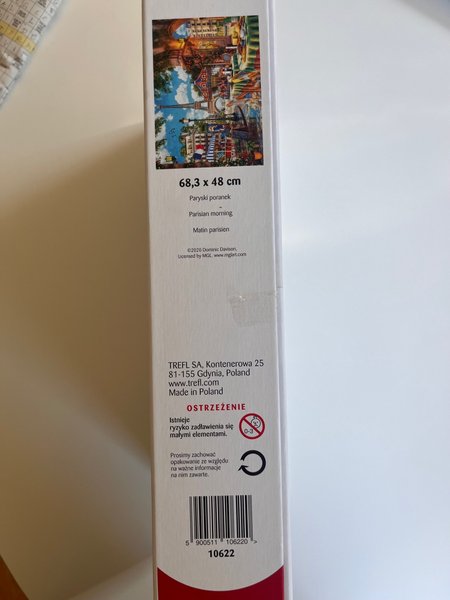 68,3 x 48 cm
Paryski poranek
Parisian morning
Matin parisien
©2020 Dominic Davison,
Licensed by MGL. www.mglart.com
TREFL SA, Kontenerowa 25
81-155 Gdynia, Poland
www.trefl.com
Made in Poland
OSTRZEŻENIE
Istnieje
ryzyko zadławienia się
małymi elementami.
0-3
Prosimy zachować
opakowanie ze względu
na ważne informacje
na nim zawarte.
5 900511 106220 >
10622